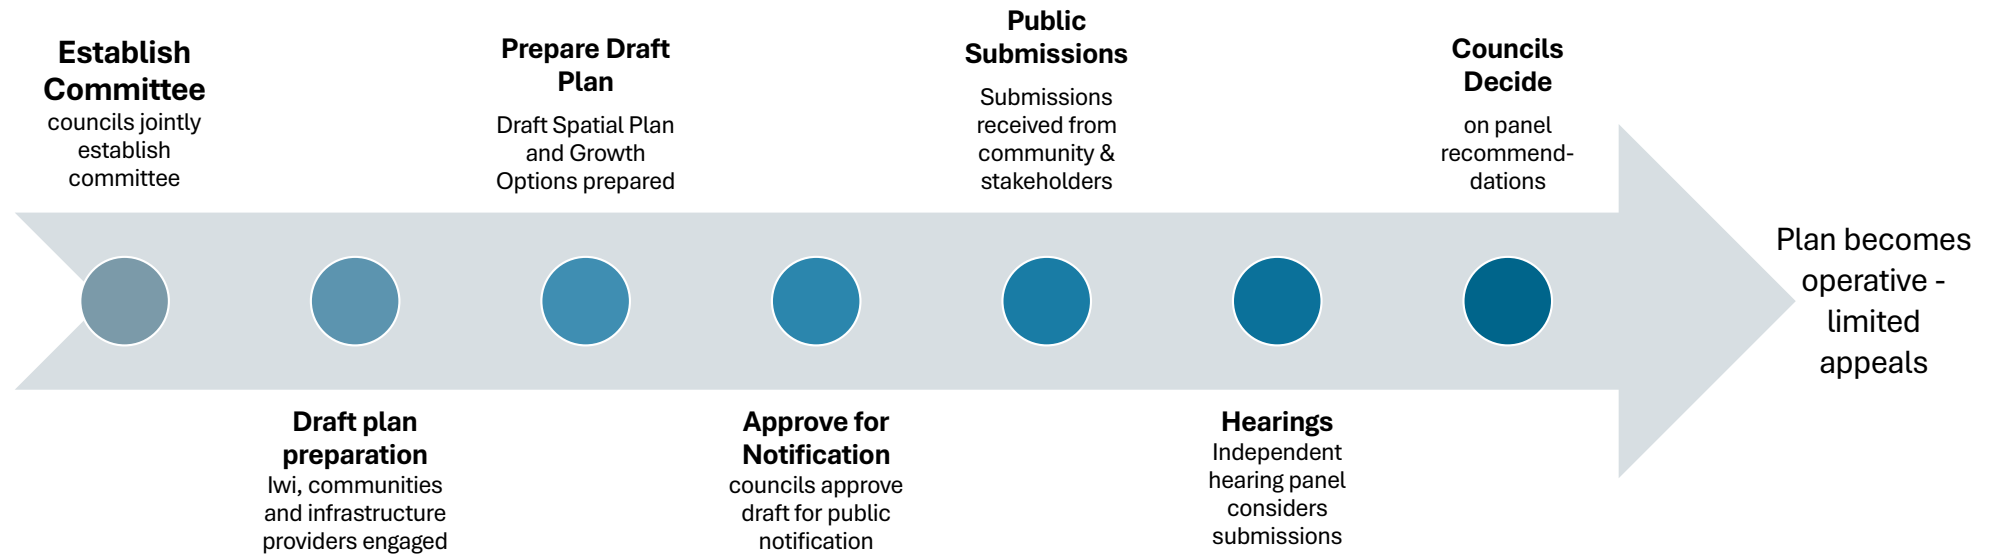 Establish
Committee
councils jointly
establish
committee
Draft plan
preparation
Iwi, communities
and infrastructure
providers engaged
Prepare Draft
Plan
Draft Spatial Plan
and Growth
Options prepared
Approve for
Notification
councils approve
draft for public
notification
Public
Submissions
Submissions
received from
community &
stakeholders
Hearings
Independent
hearing panel
considers
submissions
Councils
Decide
on panel
recommend-
dations
Plan becomes
operative -
limited
appeals